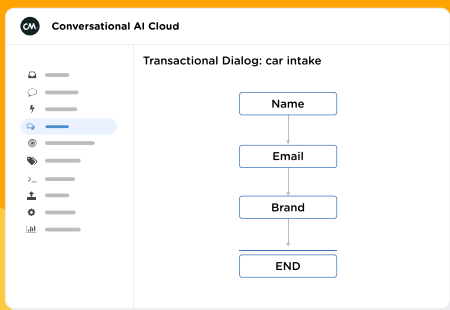 CM
Conversational AI Cloud
Transactional Dialog: car intake
Name
Email
Brand
END